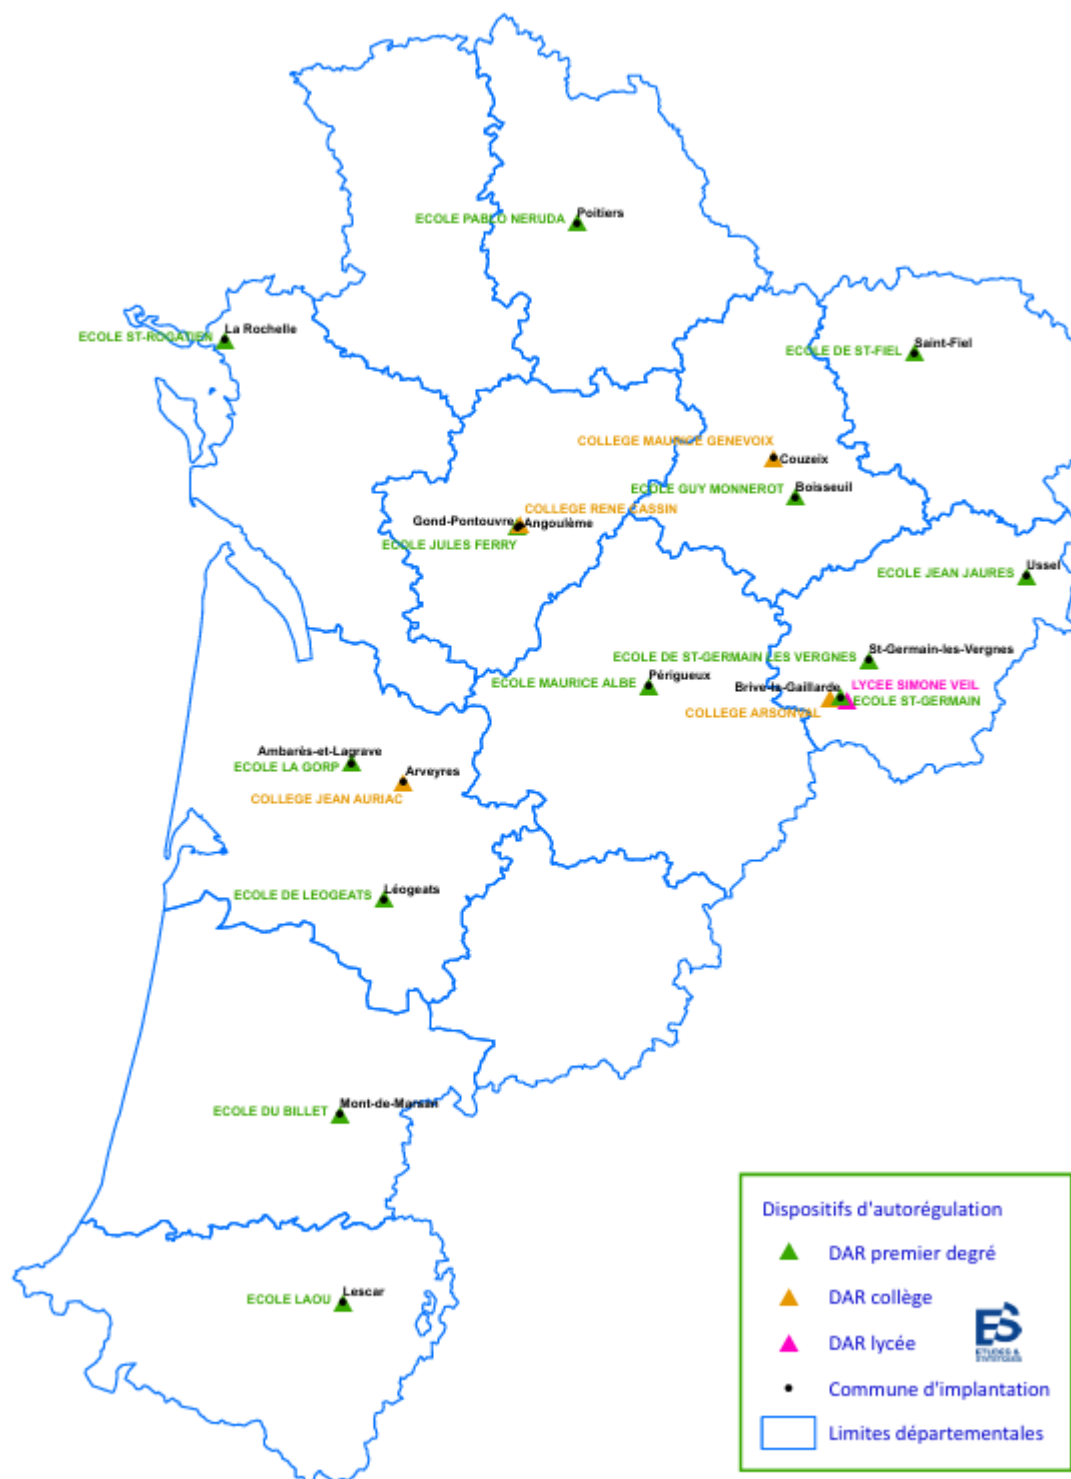 Poitiers
ECOLE PABLO NERUDA
La Rochelle
ECOLE ST-ROGATIEN
Saint-Fiel
ECOLE DE ST-FIEL
COLLEGE MAURICE GENEVOIX
Couzeix
Boisseuil
ECOLE GUY MONNEROT
COLLEGE RENE CASSIN
Gond-Pontouvre
Angoulême
ECOLE JULES FERRY
Ussel
ECOLE JEAN JAURES
St-Germain-les-Vergnes
ECOLE DE ST-GERMAIN LES VERGNES
Périgueux
ECOLE MAURICE ALBE
Brive-la-Gaillarde
LYCEE SIMONE VEIL
ECOLE ST-GERMAIN
COLLEGE ARSONVAL
Ambarès-et-Lagrave
ECOLE LA GORP
Arveyres
COLLEGE JEAN AURIAC
Léogeats
ECOLE DE LEOGEATS
Mont-de-Marsan
ECOLE DU BILLET
Lescar
ECOLE LAOU
Dispositifs d'autorégulation
DAR premier degré
DAR collège
DAR lycée
ES
ETUDES &
STATISTIQUES
Commune d'implantation
Limites départementales